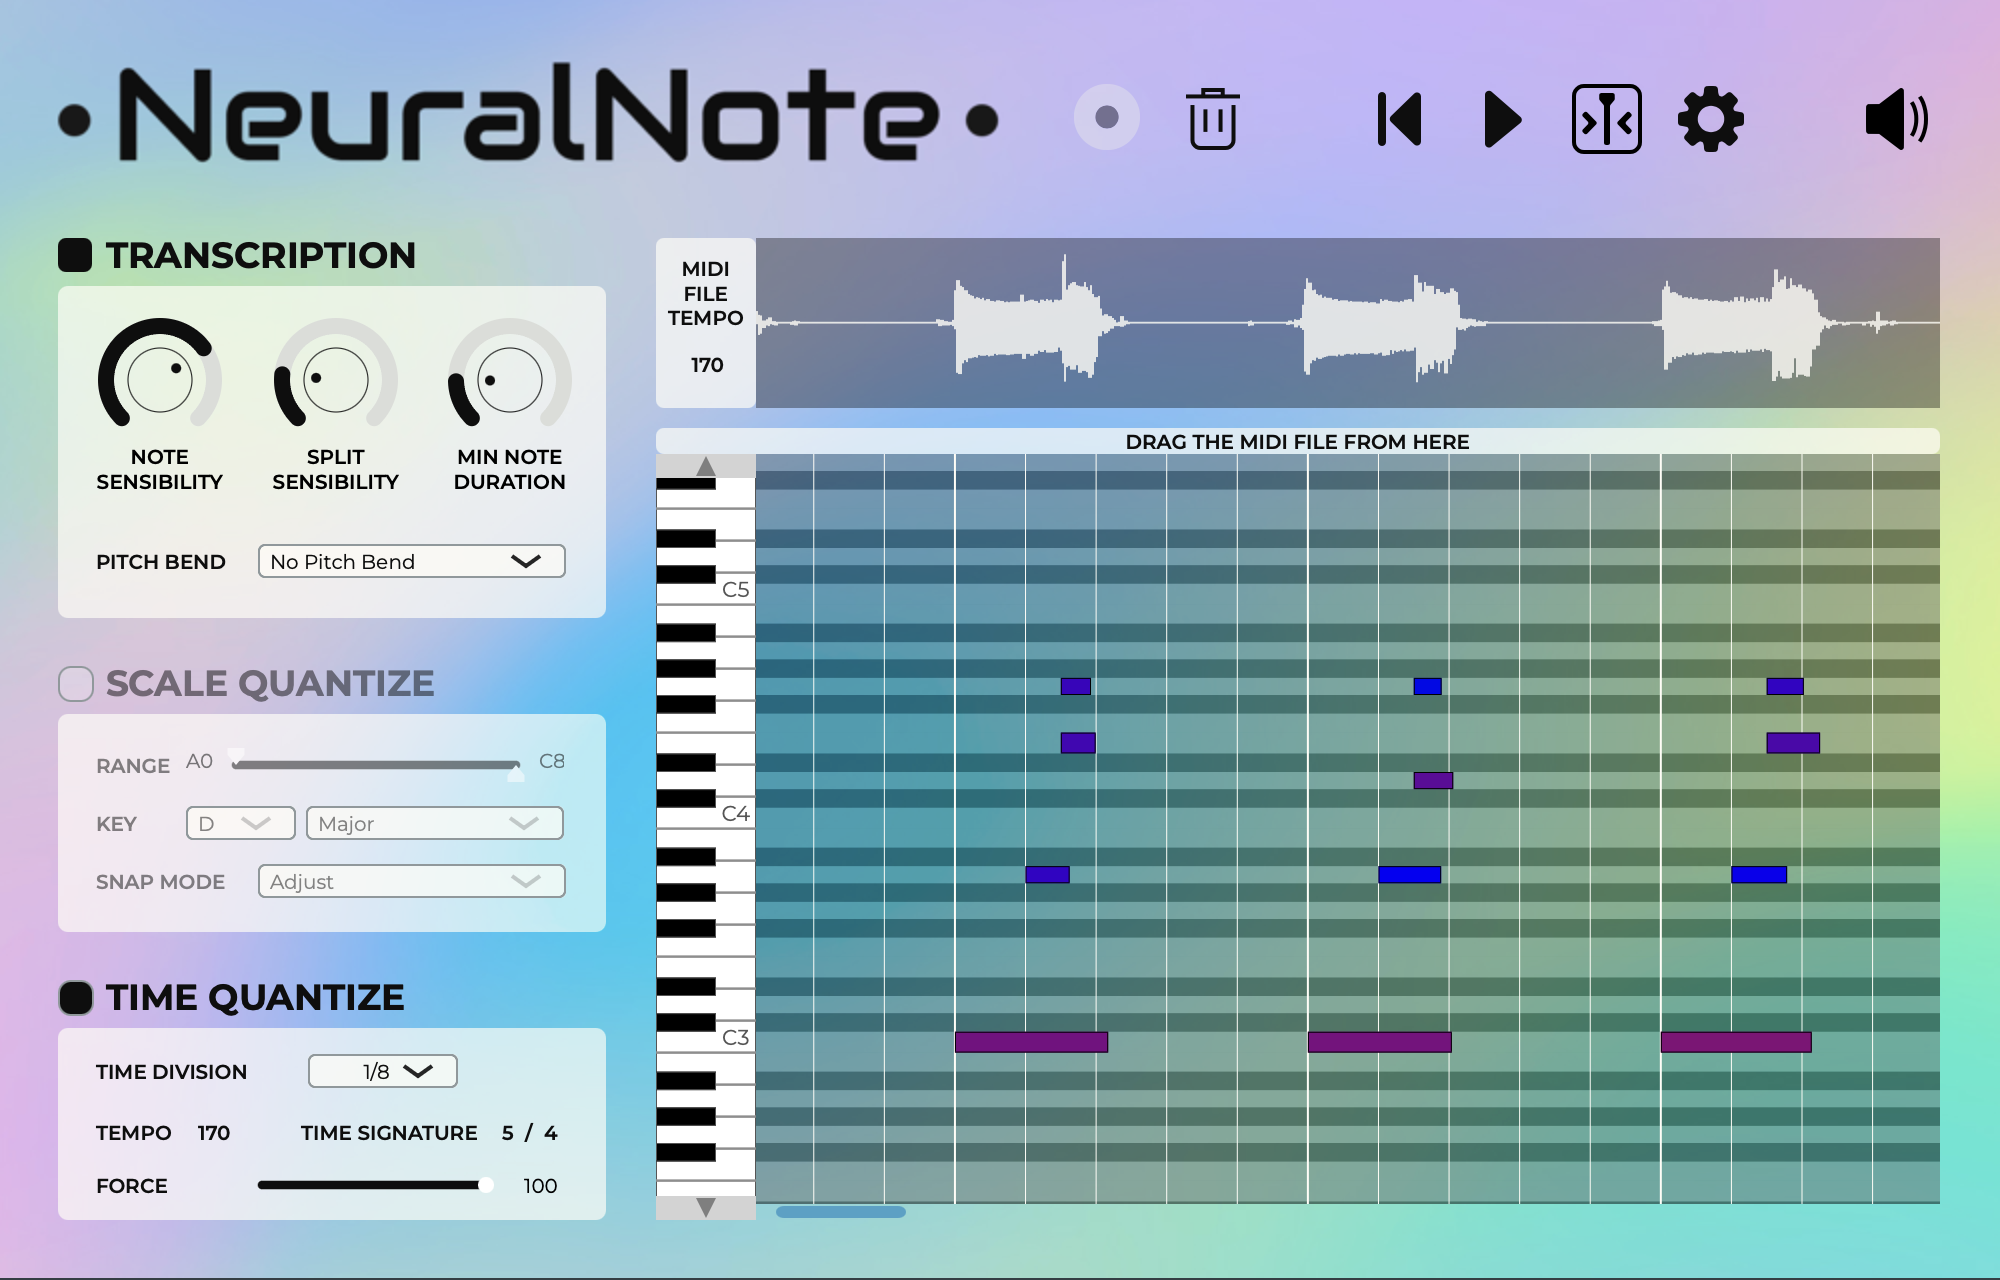 NeuralNote
TRANSCRIPTION
NOTE
SENSIBILITY
SPLIT
SENSIBILITY
MIN NOTE
DURATION
PITCH BEND No Pitch Bend
SCALE QUANTIZE
RANGE A0 C8
KEY D Major
SNAP MODE Adjust
TIME QUANTIZE
TIME DIVISION 1/8
TEMPO 170 TIME SIGNATURE 5 / 4
FORCE 100
MIDI
FILE
TEMPO
170
DRAG THE MIDI FILE FROM HERE
C5
C4
C3